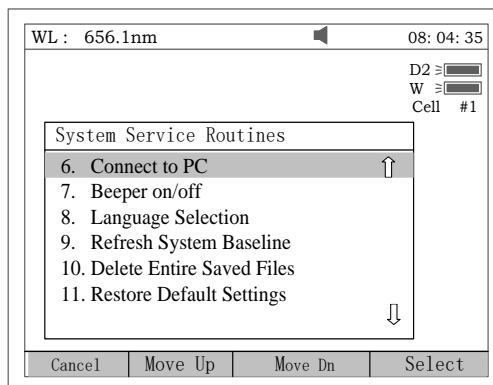 WL : 656.1nm 08: 04: 35
D2
W
Cell #1
System Service Routines
6. Connect to PC
7. Beeper on/off
8. Language Selection
9. Refresh System Baseline
10. Delete Entire Saved Files
11. Restore Default Settings
Cancel Move Up Move Dn Select